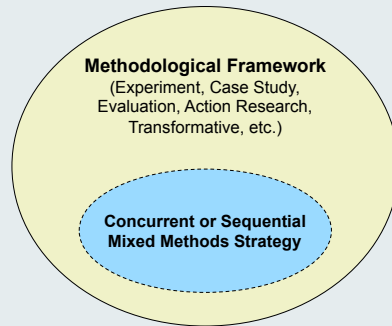 Methodological Framework
(Experiment, Case Study,
Evaluation, Action Research,
Transformative, etc.)
Concurrent or Sequential
Mixed Methods Strategy